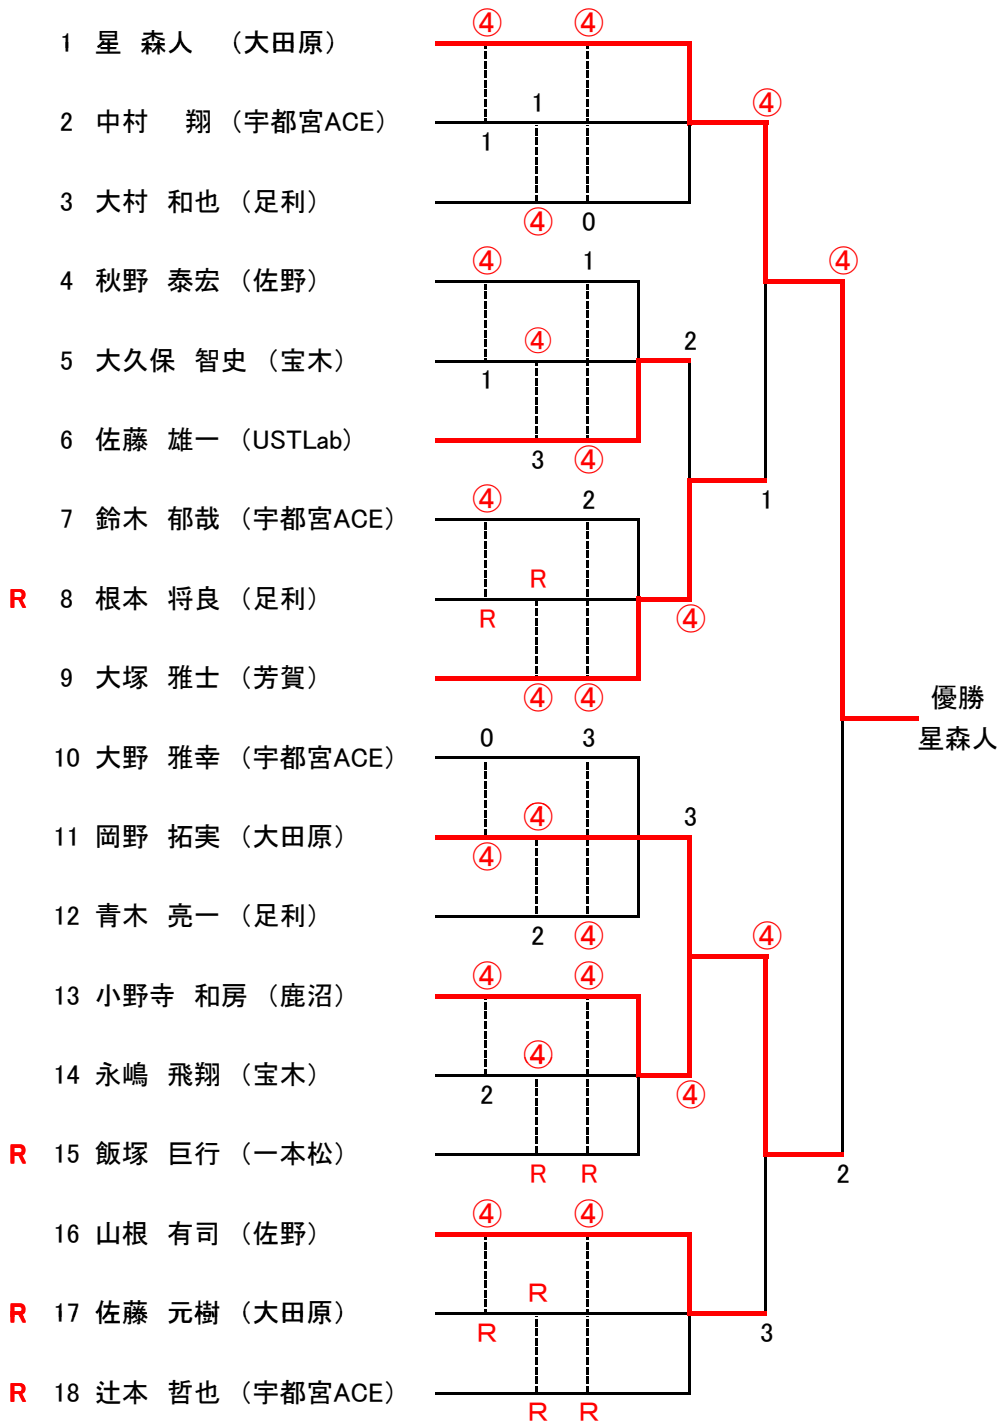 ④ ④
1 星 森人 （大田原）
④
1
2 中村 翔 （宇都宮ACE）
1
3 大村 和也 （足利）
④ 0
④ 1 ④
4 秋野 泰宏 （佐野）
④ 2
5 大久保 智史 （宝木）
1
6 佐藤 雄一 （USTLab）
3 ④
④ 2 1
7 鈴木 郁哉 （宇都宮ACE）
R
R 8 根本 将良 （足利）
R ④
9 大塚 雅士 （芳賀）
④ ④ 優勝
0 3 星森人
10 大野 雅幸 （宇都宮ACE）
④ 3
11 岡野 拓実 （大田原）
④
12 青木 亮一 （足利）
2 ④ ④
④ ④
13 小野寺 和房 （鹿沼）
④
14 永嶋 飛翔 （宝木）
2 ④
R 15 飯塚 巨行 （一本松）
R R 2
④ ④
16 山根 有司 （佐野）
R
R 17 佐藤 元樹 （大田原）
R 3
R 18 辻本 哲也 （宇都宮ACE）
R R